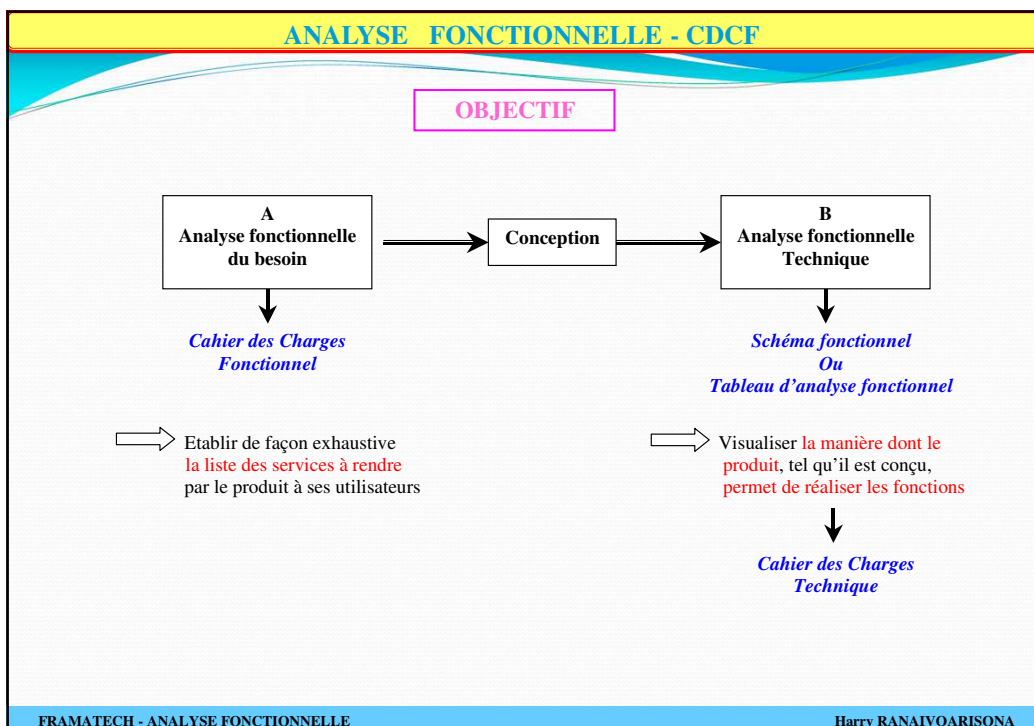 ANALYSE FONCTIONNELLE - CDCF
OBJECTIF
A
Analyse fonctionnelle
du besoin
Conception
B
Analyse fonctionnelle
Technique
Cahier des Charges
Fonctionnel
Schéma fonctionnel
Ou
Tableau d'analyse fonctionnel
Etablir de façon exhaustive
la liste des services à rendre
par le produit à ses utilisateurs
Visualiser la manière dont le
produit, tel qu'il est conçu,
permet de réaliser les fonctions
Cahier des Charges
Technique
FRAMATECH - ANALYSE FONCTIONNELLE
Harry RANAIVOARISONA